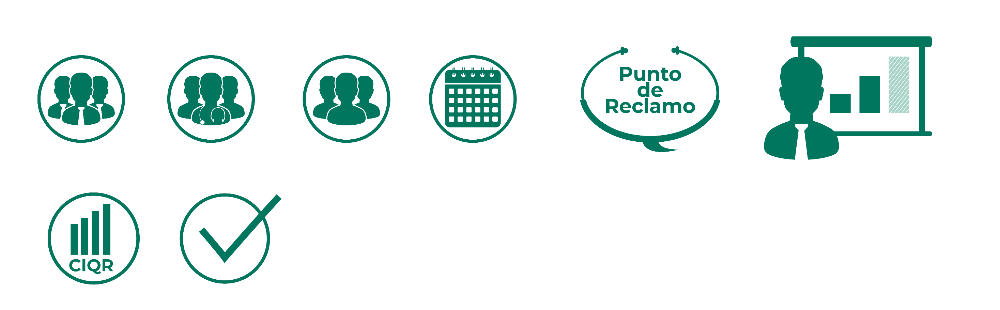 Punto
de
Reclamo
CIQR